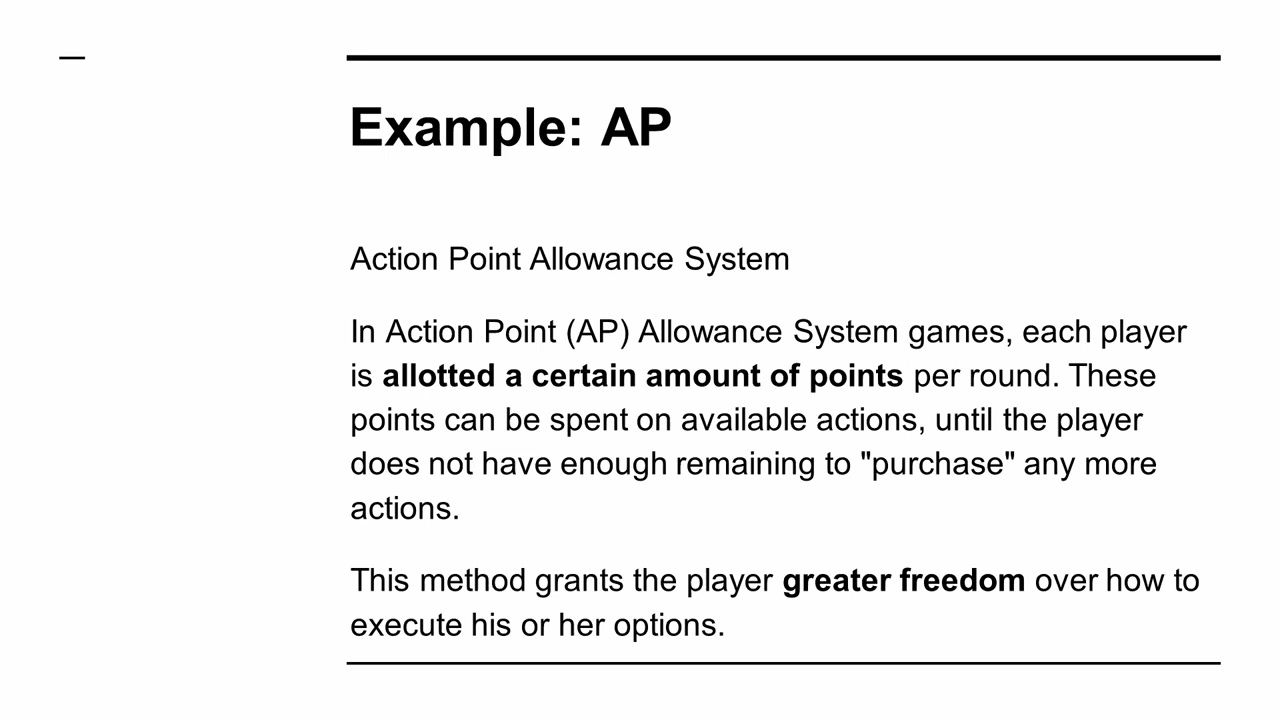 Example: AP
Action Point Allowance System
In Action Point (AP) Allowance System games, each player
is allotted a certain amount of points per round. These
points can be spent on available actions, until the player
does not have enough remaining to "purchase" any more
actions.
This method grants the player greater freedom over how to
execute his or her options.